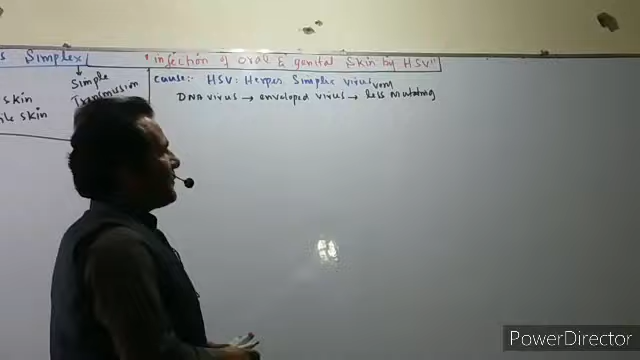 s Simplex
"infection of oral & genital Skin by HSV"
Simple
Transmission
skin
skin
cause:- HSV: Herpes Simplex virus
very
DNA virus → enveloped virus → less mutating
PowerDirector